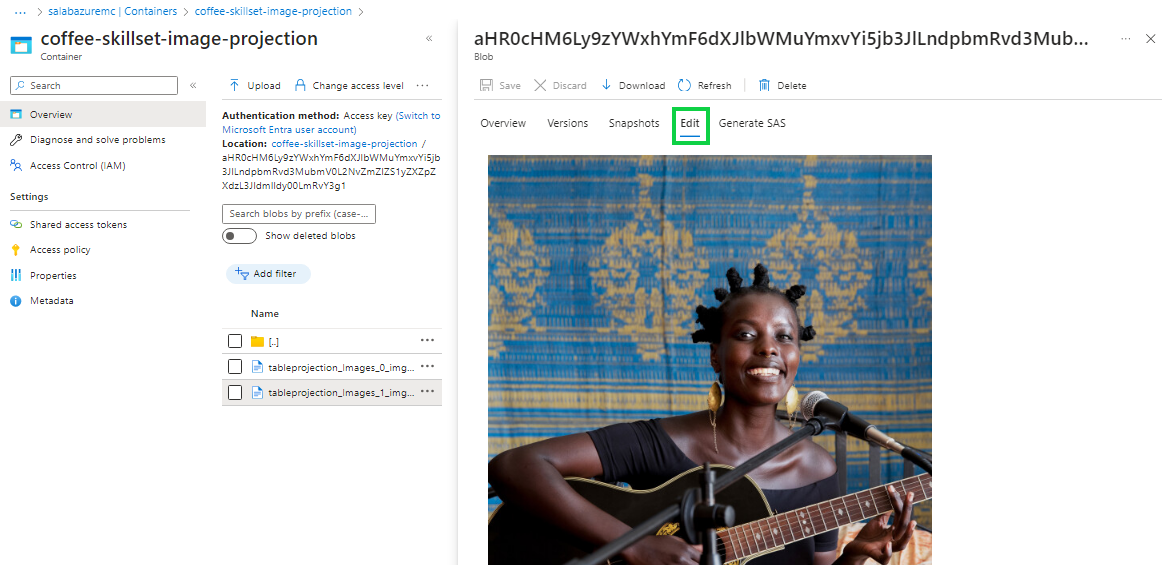 ... > salabazuremc | Containers > coffee-skillset-image-projection >
coffee-skillset-image-projection
Container
Search
Overview
Diagnose and solve problems
Access Control (IAM)
Settings
Shared access tokens
Access policy
Properties
Metadata
Upload Change access level ...
Authentication method: Access key (Switch to
Microsoft Entra user account)
Location: coffee-skillset-image-projection /
Search blobs by prefix (case-...
Show deleted blobs
Add filter
Name
[..]
tableprojection_Images_0_img...
tableprojection_Images_1_img...
Blob
Save Discard Download Refresh Delete
Overview Versions Snapshots Edit Generate SAS